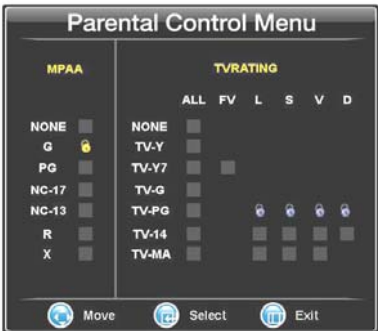 Parental Control Menu
MPAA TVRATING
ALL FV L S V D
NONE NONE
G TV-Y
PG TV-Y7
NC-17 TV-G
NC-13 TV-PG
R TV-14
X TV-MA
Move Select Exit